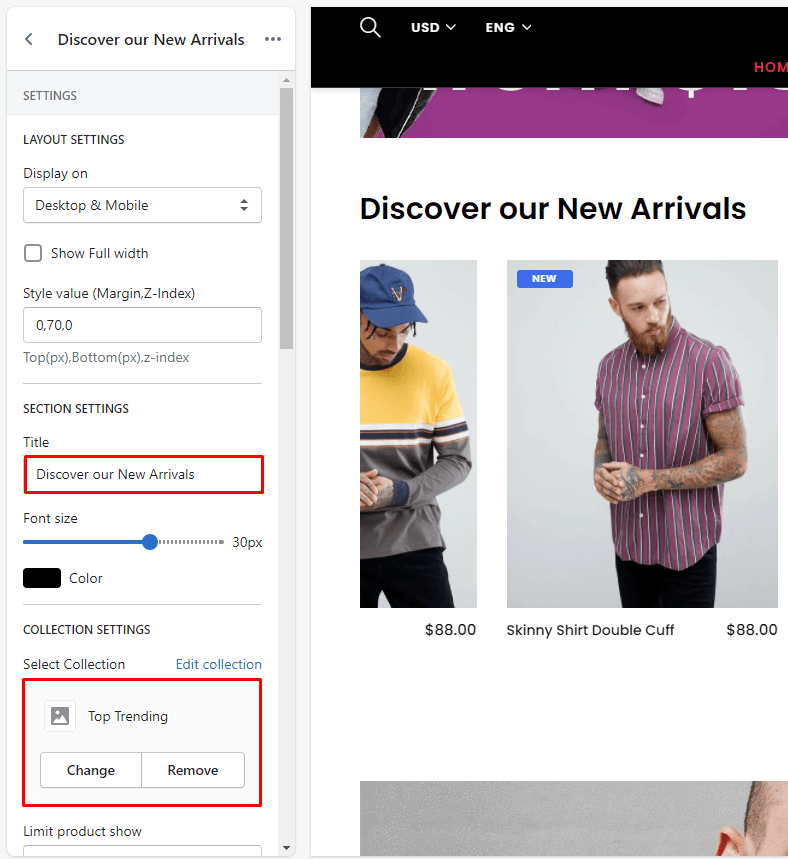 Discover our New Arrivals
SETTINGS
LAYOUT SETTINGS
Display on
Desktop & Mobile
Show Full width
Style value (Margin,Z-Index)
0,70,0
Top(px),Bottom(px),z-index
SECTION SETTINGS
Title
Discover our New Arrivals
Font size
30px
Color
COLLECTION SETTINGS
Select Collection Edit collection
Top Trending
Change Remove
Limit product show
USD ENG
HOM
Discover our New Arrivals
NEW
$88.00
Skinny Shirt Double Cuff $88.00